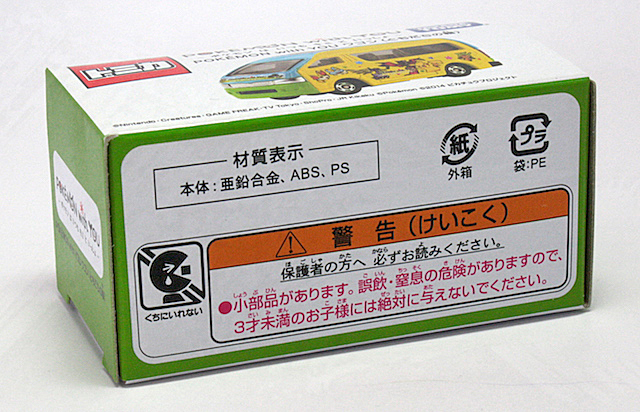 トミカ
POKÉMON with YOU
©Nintendo・Creatures・GAME FREAK・TV Tokyo・ShoPro・JR Kikaku ©Pokémon ©2014 ピカチュウプロジェクト
POKÉMON with YOU
材質表示
本体：亜鉛合金、ABS、PS
紙
外箱
プラ
袋：PE
くちにいれない
警告（けいこく）
保護者の方へ 必ずお読みください。
●小部品があります。誤飲・窒息の危険がありますので、
3才未満のお子様には絶対に与えないでください。